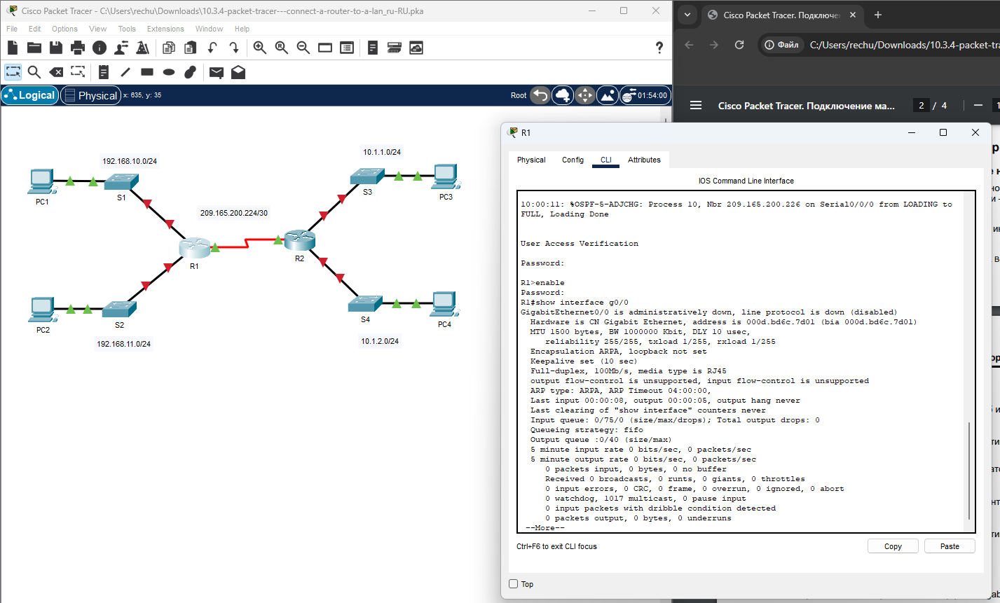 Cisco Packet Tracer - C:\Users\rechu\Downloads\10.3.4-packet-tracer---connect-a-router-to-a-lan_ru-RU.pka
File Edit Options View Tools Extensions Window Help
Logical Physical x: 635, y: 35
Root 01:54:00
192.168.10.0/24
10.1.1.0/24
PC1
S1
S3
PC3
209.165.200.224/30
R1
R2
PC2
S2
S4
PC4
192.168.11.0/24
10.1.2.0/24
Cisco Packet Tracer. Подключе
Файл C:/Users/rechu/Downloads/10.3.4-packet-tra
Cisco Packet Tracer. Подключение ма... 2 / 4
R1
Physical Config CLI Attributes
IOS Command Line Interface
10:00:11: %OSPF-5-ADJCHG: Process 10, Nbr 209.165.200.226 on Serial0/0/0 from LOADING to
FULL, Loading Done
User Access Verification
Password:
R1>enable
Password:
R1#show interface g0/0
GigabitEthernet0/0 is administratively down, line protocol is down (disabled)
Hardware is CN Gigabit Ethernet, address is 000d.bd6c.7d01 (bia 000d.bd6c.7d01)
MTU 1500 bytes, BW 1000000 Kbit, DLY 10 usec,
reliability 255/255, txload 1/255, rxload 1/255
Encapsulation ARPA, loopback not set
Keepalive set (10 sec)
Full-duplex, 100Mb/s, media type is RJ45
output flow-control is unsupported, input flow-control is unsupported
ARP type: ARPA, ARP Timeout 04:00:00,
Last input 00:00:08, output 00:00:05, output hang never
Last clearing of "show interface" counters never
Input queue: 0/75/0 (size/max/drops); Total output drops: 0
Queueing strategy: fifo
Output queue :0/40 (size/max)
5 minute input rate 0 bits/sec, 0 packets/sec
5 minute output rate 0 bits/sec, 0 packets/sec
0 packets input, 0 bytes, 0 no buffer
Received 0 broadcasts, 0 runts, 0 giants, 0 throttles
0 input errors, 0 CRC, 0 frame, 0 overrun, 0 ignored, 0 abort
0 watchdog, 1017 multicast, 0 pause input
0 input packets with dribble condition detected
0 packets output, 0 bytes, 0 underruns
--More--
Ctrl+F6 to exit CLI focus
Copy Paste
Top